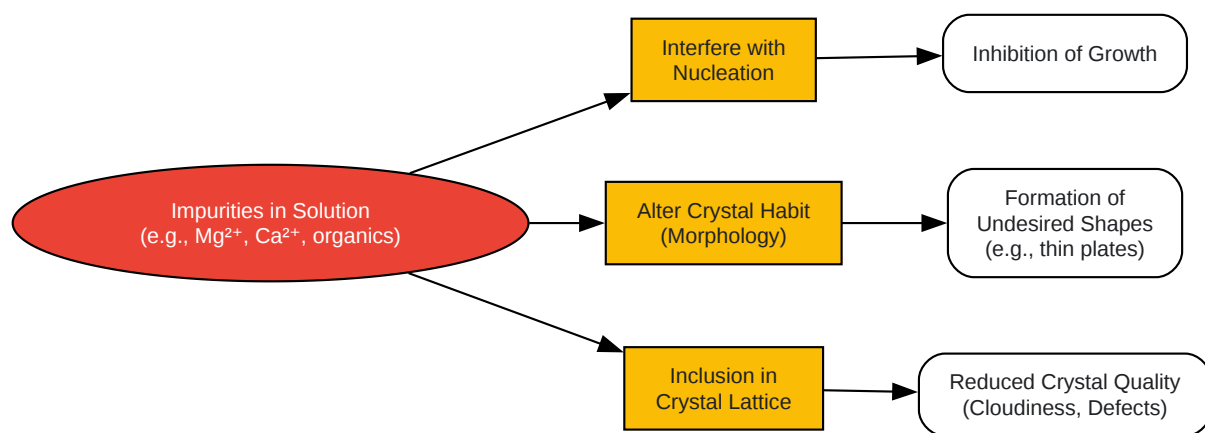 Impurities in Solution
(e.g., Mg²⁺, Ca²⁺, organics)
Interfere with
Nucleation
Inhibition of Growth
Alter Crystal Habit
(Morphology)
Formation of
Undesired Shapes
(e.g., thin plates)
Inclusion in
Crystal Lattice
Reduced Crystal Quality
(Cloudiness, Defects)